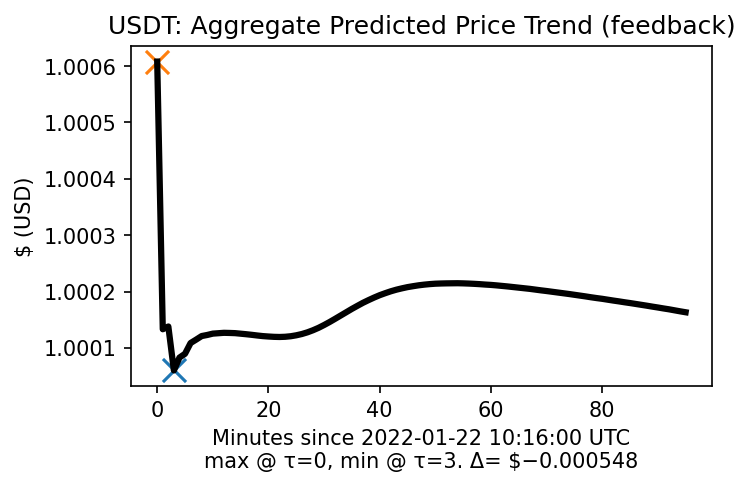 USDT: Aggregate Predicted Price Trend (feedback)
1.0006
1.0005
1.0004
1.0003
1.0002
1.0001
$ (USD)
0 20 40 60 80
Minutes since 2022-01-22 10:16:00 UTC
max @ τ=0, min @ τ=3. Δ= $−0.000548